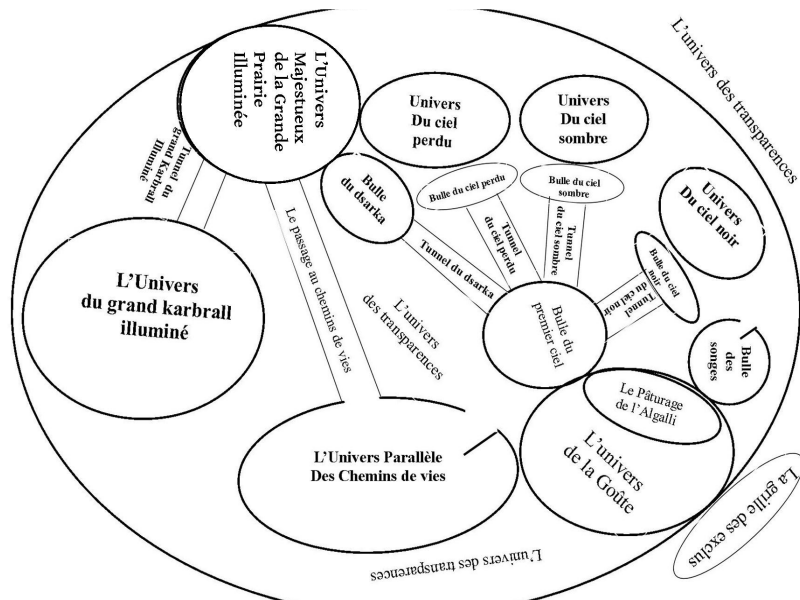 L'Univers
Majestueux
de la Grande
Prairie
Illuminée
Univers
Du ciel
perdu
Univers
Du ciel
sombre
L'univers des transparences
Tunnel du
grand Karbrall
Illuminé
Bulle
du dsarka
Bulle du ciel perdu
Bulle du ciel
sombre
Univers
Du ciel noir
Tunnel
du ciel perdu
Tunnel
du ciel sombre
Bulle du ciel
noir
Tunnel
du ciel noir
Tunnel du dsarka
Le passage au chemins de vies
L'Univers
du grand karbrall
illuminé
L'univers
des transparences
Bulle du
premier ciel
Bulle
des
songes
Le Pâturage
de l'Algalli
L'univers
de la Goûte
L'Univers Parallèle
Des Chemins de vies
La grille des exclus
L'univers des transparences